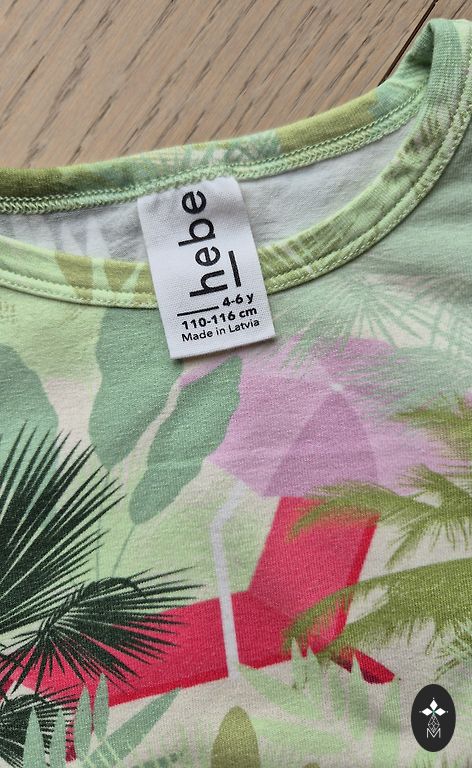 hebe
4-6 y
110-116 cm
Made in Latvia
M